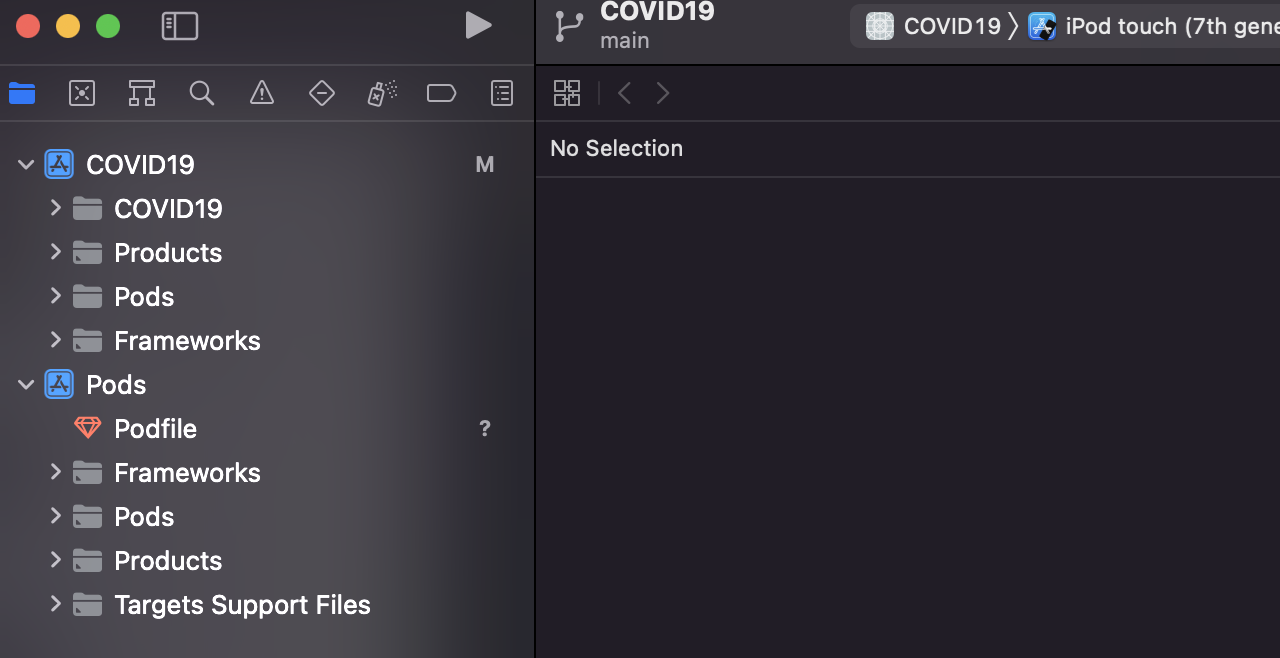 COVID19
main
COVID19
iPod touch (7th gene
No Selection
COVID19 M
COVID19
Products
Pods
Frameworks
Pods
Podfile ?
Frameworks
Pods
Products
Targets Support Files